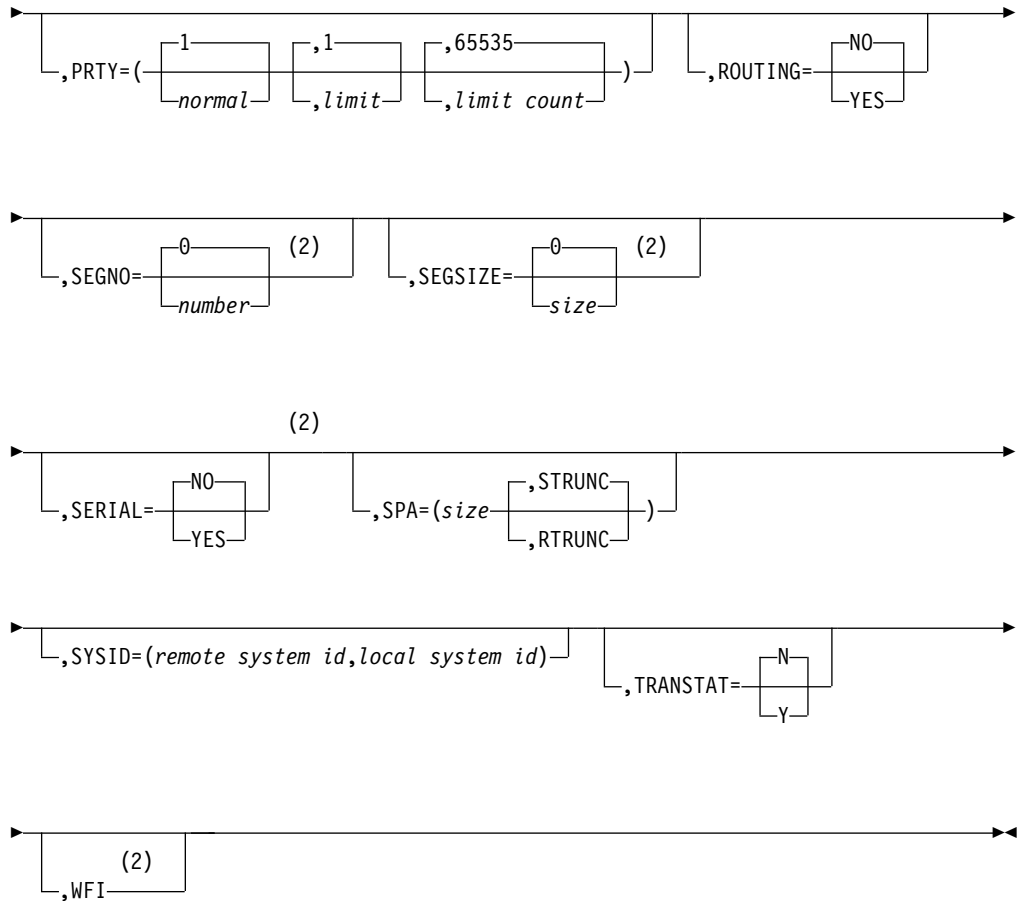 1 ,1 ,65535 NO
,PRTY=( normal ,limit ,limit count ) ,ROUTING= YES
0 (2) 0 (2)
,SEGNO= number ,SEGSIZE= size
(2)
NO ,STRUNC
,SERIAL= YES ,SPA=(size ,RTRUNC )
,SYSID=(remote system id,local system id) N
,TRANSTAT= Y
(2)
,WFI